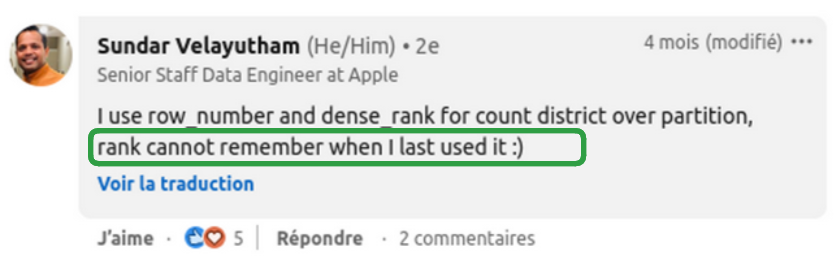 Sundar Velayutham (He/Him) • 2e
4 mois (modifié) •••
Senior Staff Data Engineer at Apple
I use row_number and dense_rank for count district over partition,
rank cannot remember when I last used it :)
Voir la traduction
J'aime · 5 | Répondre · 2 commentaires